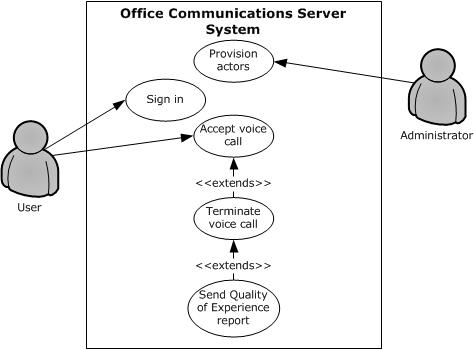 Office Communications Server
System
Provision
actors
Sign in
Administrator
Accept voice
call
User
<<extends>>
Terminate
voice call
<<extends>>
Send Quality
of Experience
report